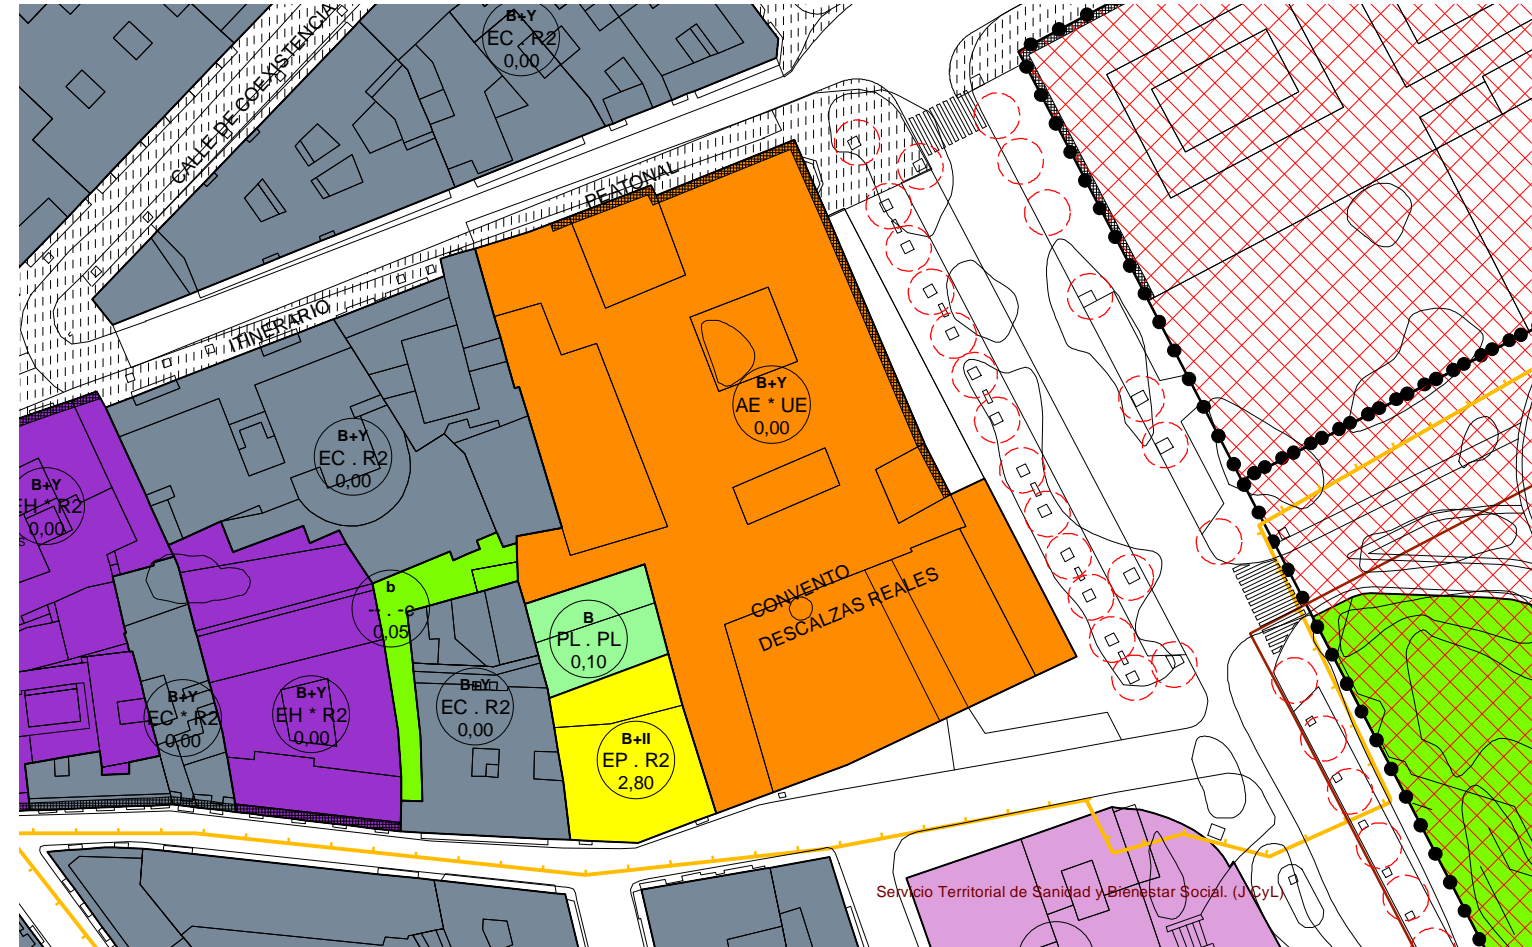 B+Y
EC . R2
0,00
CALLE DE COEXISTENCIA
PEATONAL
ITINERARIO
B+Y
AE * UE
0,00
B+Y
EC . R2
0,00
B+Y
EH * R2
0,00
b
0,05
CONVENTO
DESCALZAS REALES
B
PL . PL
0,10
B+Y
EC * R2
0,00
B+Y
EH * R2
0,00
B+Y
EC . R2
0,00
B+II
EP . R2
2,80
Servicio Territorial de Sanidad y Bienestar Social. (J CyL)